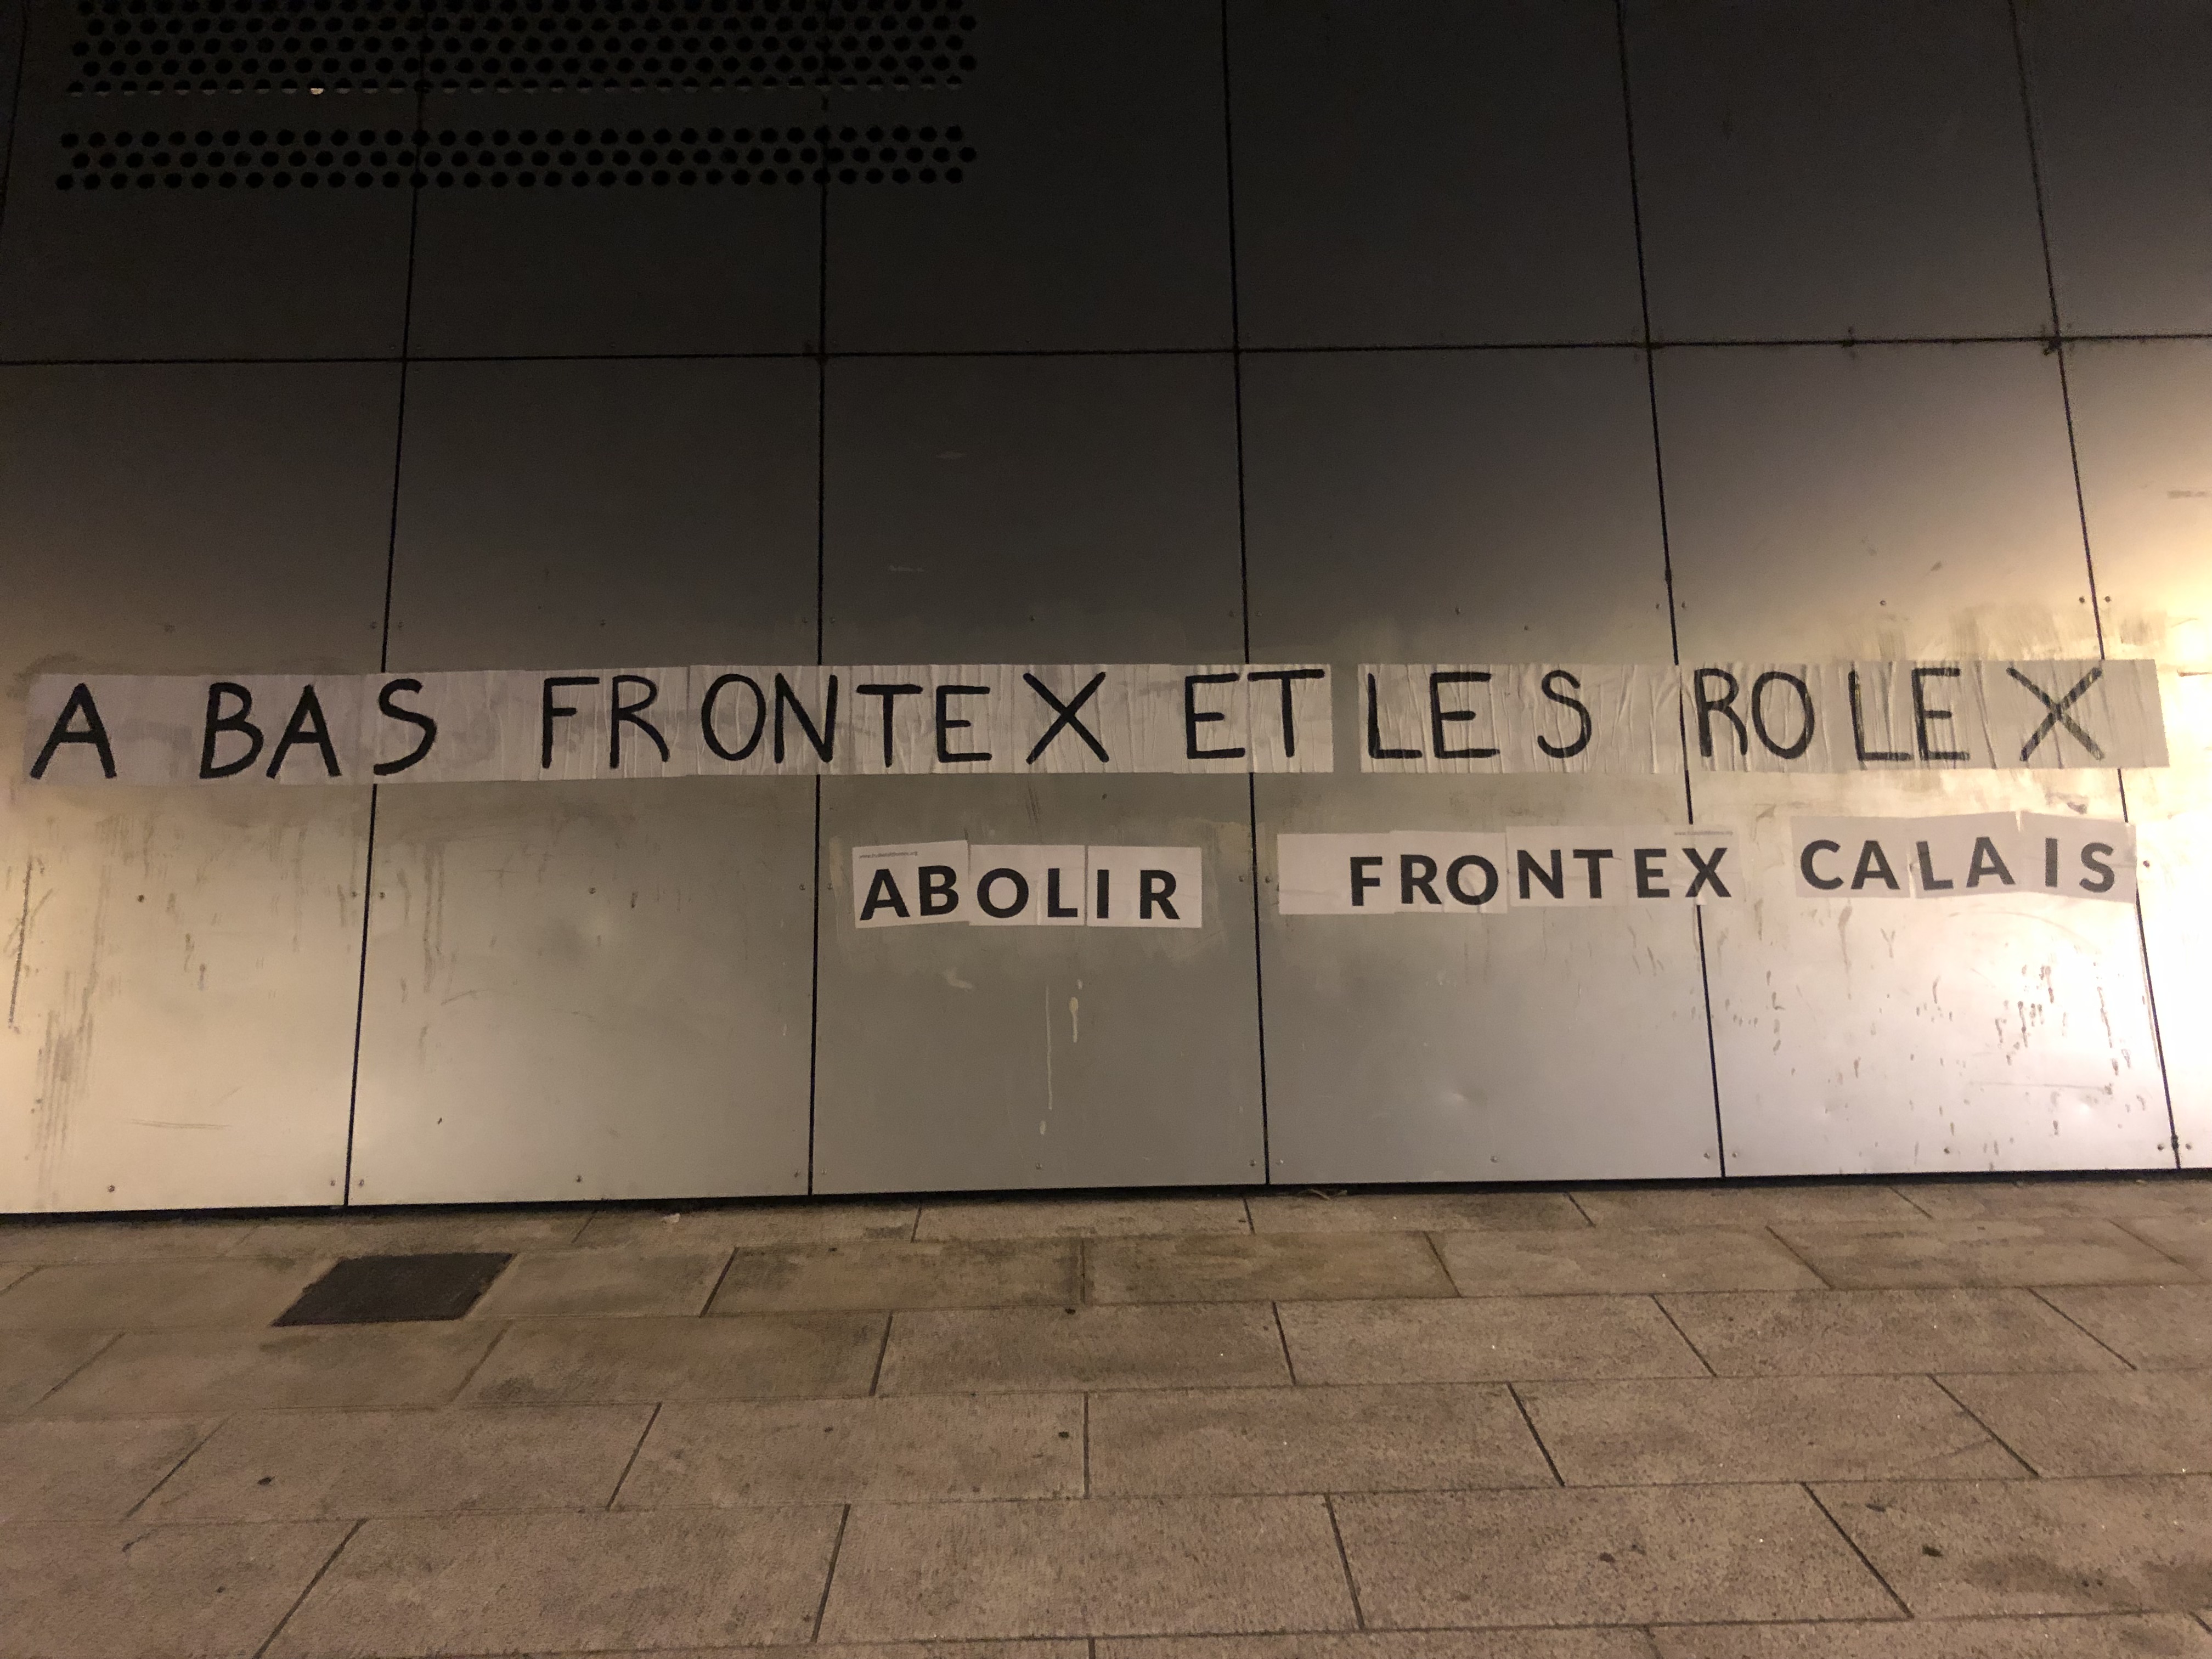 A BAS FRONTEX ET LES ROLEX
ABOLIR FRONTEX CALAIS